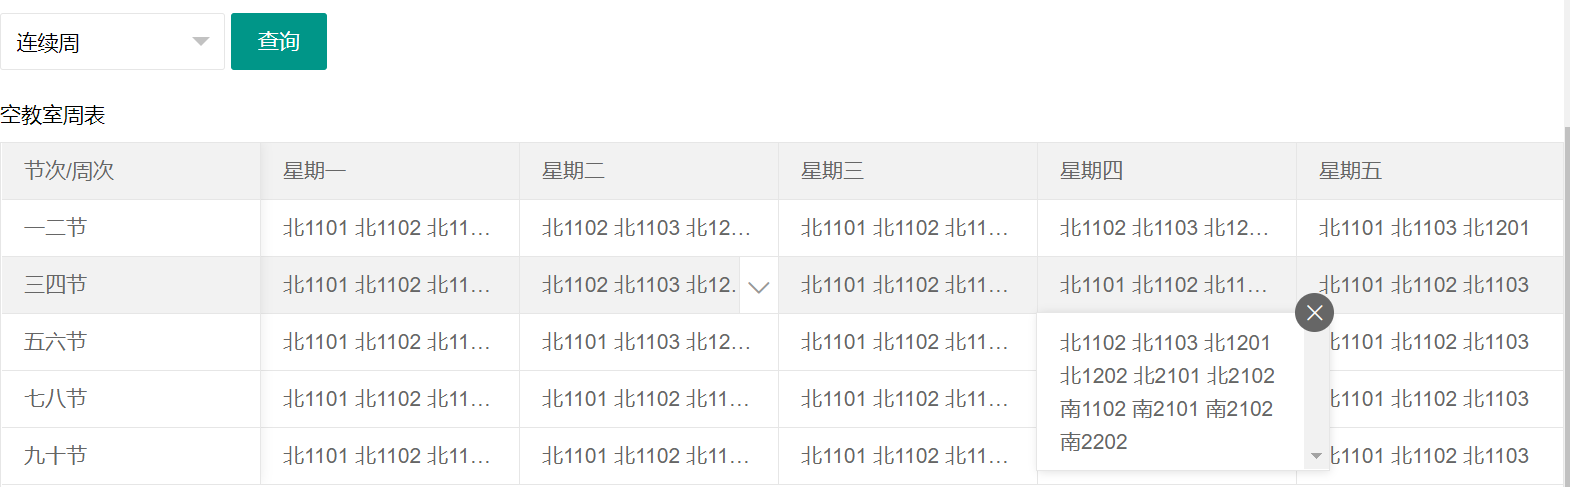 连续周 查询
空教室周表
节次/周次 星期一 星期二 星期三 星期四 星期五
一二节 北1101 北1102 北11... 北1102 北1103 北12... 北1101 北1102 北11... 北1102 北1103 北12... 北1101 北1103 北1201
三四节 北1101 北1102 北11... 北1102 北1103 北12. 北1101 北1102 北11... 北1101 北1102 北11... 北1101 北1102 北1103
五六节 北1101 北1102 北11... 北1101 北1103 北12... 北1101 北1102 北11... 北1102 北1103 北1201 北1101 北1102 北1103
北1202 北2101 北2102
七八节 北1101 北1102 北11... 北1101 北1102 北11... 北1101 北1102 北11... 南1102 南2101 南2102 北1101 北1102 北1103
南2202
九十节 北1101 北1102 北11... 北1101 北1102 北11... 北1101 北1102 北11... 北1101 北1102 北1103